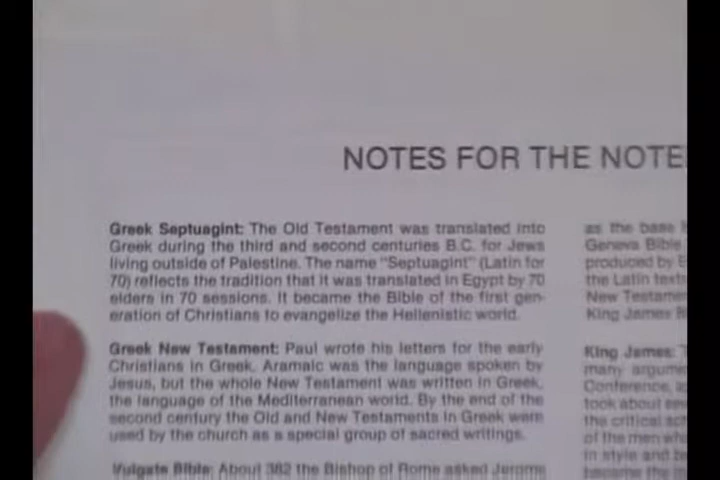 NOTES FOR THE NOTE
Greek Septuagint: The Old Testament was translated into
Greek during the third and second centuries B.C. for Jews
living outside of Palestine. The name "Septuagint" (Latin for
70) reflects the tradition that it was translated in Egypt by 70
elders in 70 sessions. It became the Bible of the first gen-
eration of Christians to evangelize the Hellenistic world.
Greek New Testament: Paul wrote his letters for the early
Christians in Greek. Aramaic was the language spoken by
Jesus, but the whole New Testament was written in Greek,
the language of the Mediterranean world. By the end of the
second century the Old and New Testaments in Greek were
used by the church as a special group of sacred writings.
Vulgate Bible: About 382 the Bishop of Rome asked Jerome
as the base
Geneva Bible
produced by
the Latin texts
New Testamen
King James
King James:
many argume
Conference,
took about
the critical
of the men who
in style and
became the